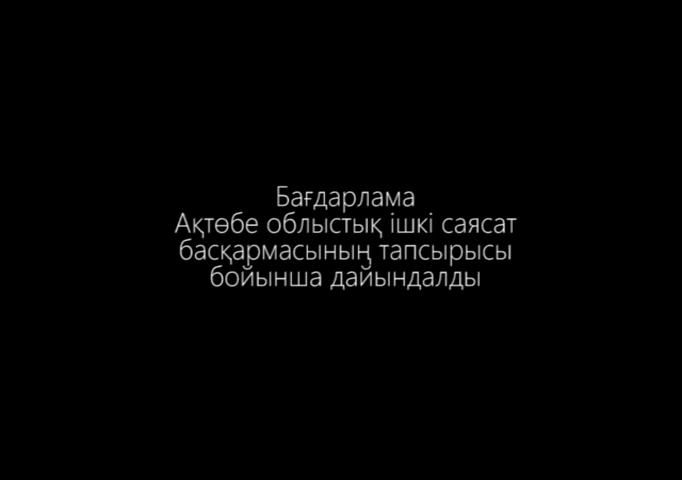 Бағдарлама
Ақтөбе облыстық ішкі саясат
басқармасының тапсырысы
бойынша дайындалды